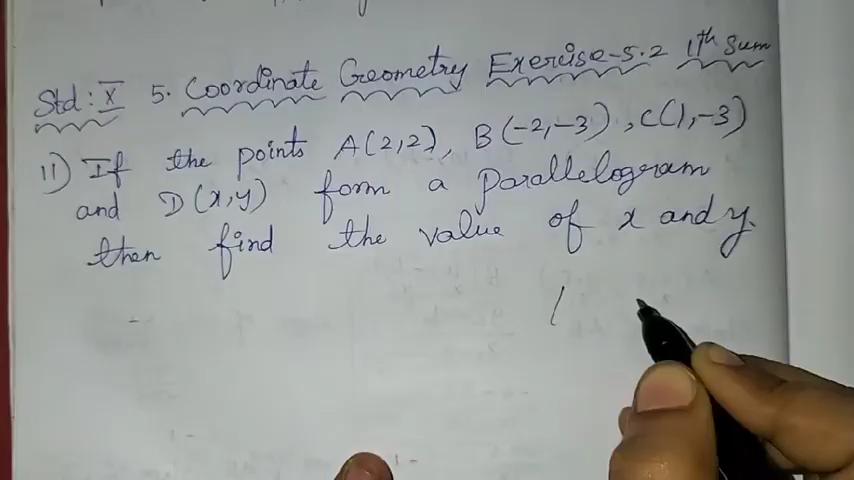 Std : X 5. Coordinate Geometry Exercise-5.2 11th Sum
11) If the points A(2,2), B(-2,-3), C(1,-3)
and D(x,y) form a parallelogram
then find the value of x and y.